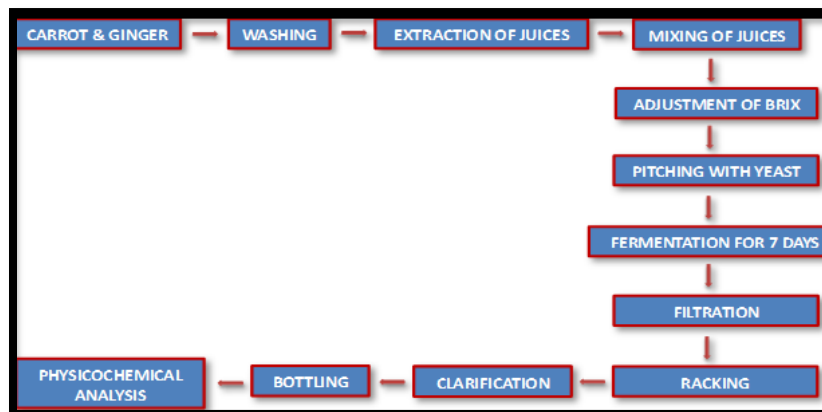 CARROT & GINGER
WASHING
EXTRACTION OF JUICES
MIXING OF JUICES
ADJUSTMENT OF BRIX
PITCHING WITH YEAST
FERMENTATION FOR 7 DAYS
FILTRATION
RACKING
CLARIFICATION
BOTTLING
PHYSICOCHEMICAL
ANALYSIS